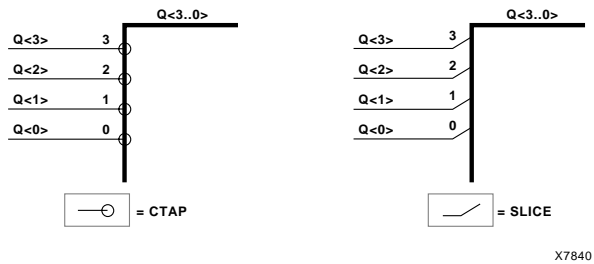 Q<3..0>
Q<3> 3
Q<2> 2
Q<1> 1
Q<0> 0
= CTAP
Q<3..0>
Q<3> 3
Q<2> 2
Q<1> 1
Q<0> 0
= SLICE
X7840